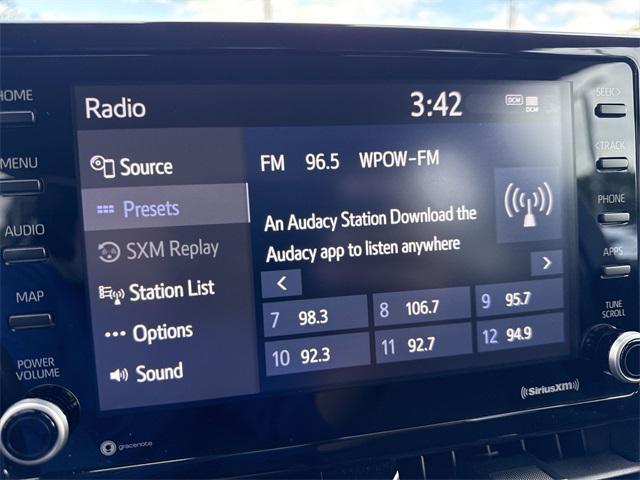 HOME
MENU
AUDIO
MAP
POWER
VOLUME
Radio
3:42
DCM
DCM
Source
Presets
SXM Replay
Station List
Options
Sound
FM 96.5 WPOW-FM
An Audacy Station Download the
Audacy app to listen anywhere
<
>
7 98.3
8 106.7
9 95.7
10 92.3
11 92.7
12 94.9
SEEK>
<TRACK
PHONE
APPS
TUNE
SCROLL
gracenote
SiriusXM